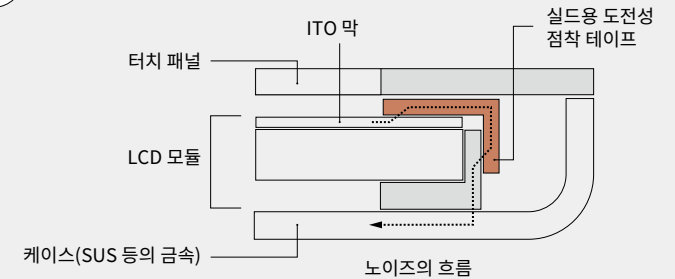 실드용 도전성
점착 테이프
ITO 막
터치 패널
LCD 모듈
케이스(SUS 등의 금속)
노이즈의 흐름